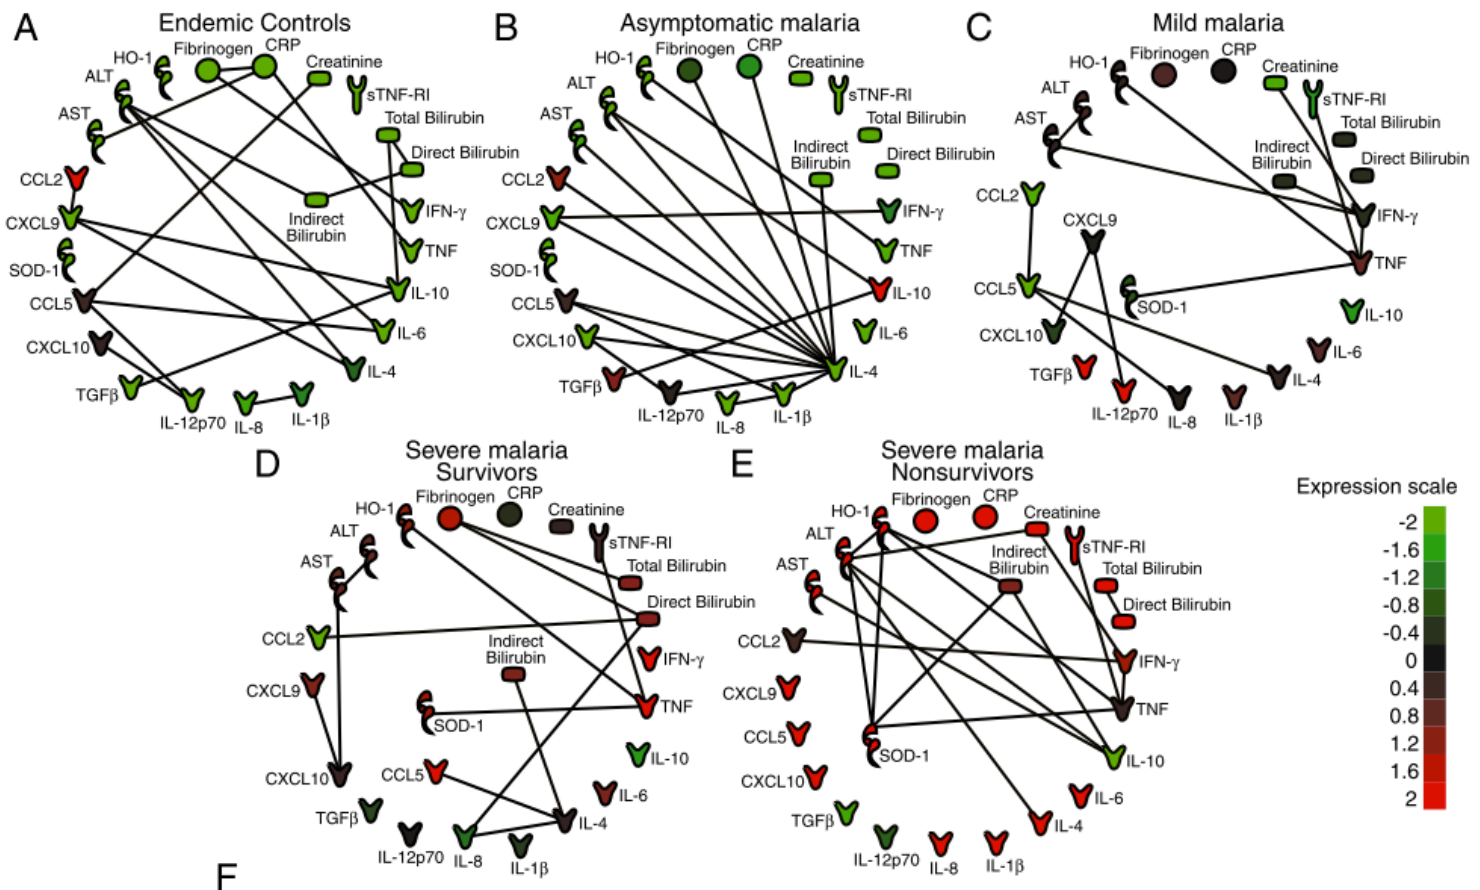 A
Endemic Controls
Fibrinogen
CRP
HO-1
Creatinine
ALT
sTNF-RI
AST
Total Bilirubin
Direct Bilirubin
CCL2
Indirect
Bilirubin
IFN-γ
CXCL9
TNF
SOD-1
IL-10
CCL5
IL-6
CXCL10
IL-4
TGFβ
IL-12p70
IL-8
IL-1β
B
Asymptomatic malaria
Fibrinogen
CRP
HO-1
Creatinine
ALT
sTNF-RI
AST
Total Bilirubin
Indirect
Bilirubin
Direct Bilirubin
CCL2
IFN-γ
CXCL9
TNF
SOD-1
IL-10
CCL5
IL-6
CXCL10
IL-4
TGFβ
IL-12p70
IL-8
IL-1β
C
Mild malaria
Fibrinogen
CRP
HO-1
Creatinine
ALT
sTNF-RI
AST
Total Bilirubin
Indirect
Bilirubin
Direct Bilirubin
CCL2
IFN-γ
CXCL9
TNF
CCL5
SOD-1
IL-10
CXCL10
IL-6
TGFβ
IL-4
IL-12p70
IL-8
IL-1β
D
Severe malaria
Survivors
Fibrinogen
CRP
HO-1
Creatinine
ALT
sTNF-RI
AST
Total Bilirubin
Direct Bilirubin
CCL2
Indirect
Bilirubin
IFN-γ
CXCL9
TNF
SOD-1
IL-10
CXCL10
CCL5
IL-6
TGFβ
IL-4
IL-12p70
IL-8
IL-1β
E
Severe malaria
Nonsurvivors
Fibrinogen
CRP
HO-1
Creatinine
ALT
sTNF-RI
Indirect
Bilirubin
AST
Total Bilirubin
Direct Bilirubin
CCL2
IFN-γ
CXCL9
TNF
CCL5
SOD-1
IL-10
CXCL10
IL-6
TGFβ
IL-4
IL-12p70
IL-8
IL-1β
Expression scale
-2
-1.6
-1.2
-0.8
-0.4
0
0.4
0.8
1.2
1.6
2
F